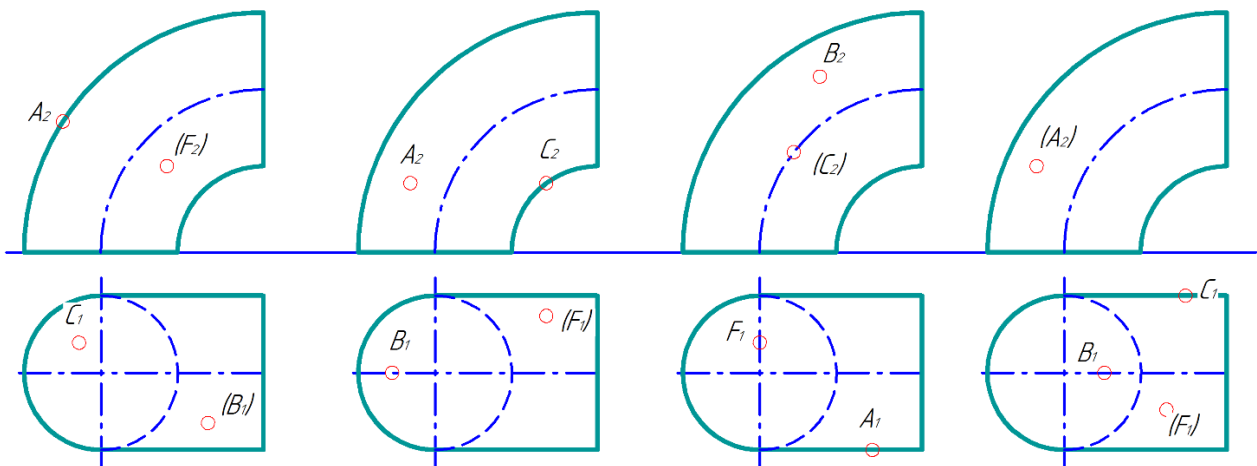 A₂
(F₂)
A₂
C₂
B₂
(C₂)
(A₂)
C₁
(B₁)
B₁
(F₁)
F₁
A₁
C₁
B₁
(F₁)